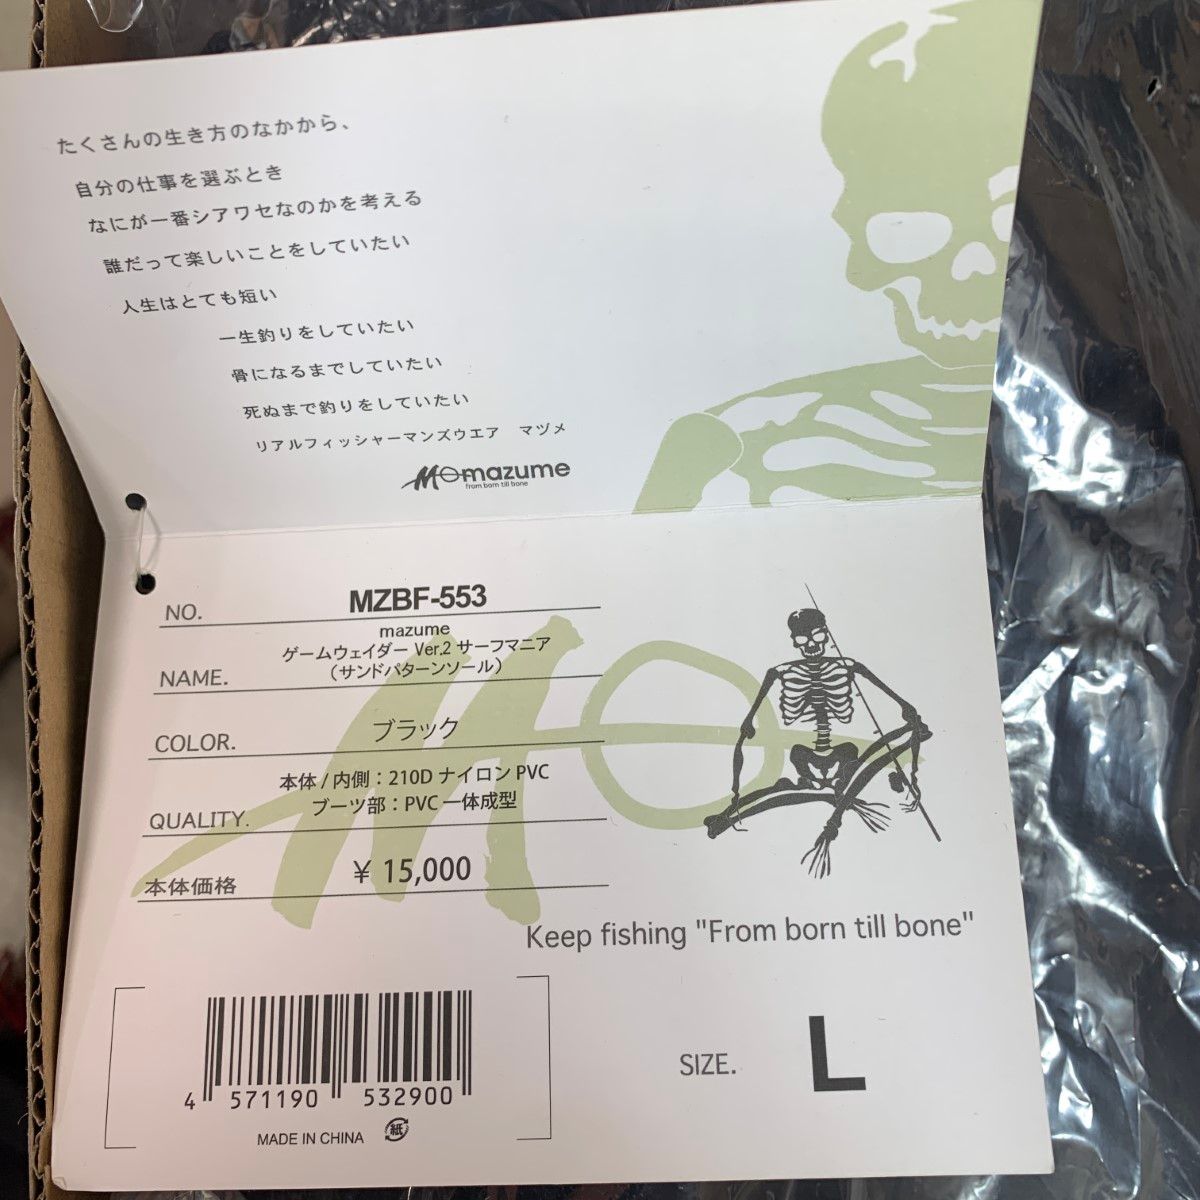 たくさんの生き方のなかから、
自分の仕事を選ぶとき
なにが一番シアワセなのかを考える
誰だって楽しいことをしていたい
人生はとても短い
一生釣りをしていたい
骨になるまでしていたい
死ぬまで釣りをしていたい
リアルフィッシャーマンズウエア　マヅメ
mazume
from born till bone
NO. MZBF-553
mazume
ゲームウェイダー Ver.2 サーフマニア
NAME. （サンドパターンソール）
COLOR. ブラック
本体 / 内側：210D ナイロン PVC
QUALITY. ブーツ部：PVC 一体成型
本体価格 ¥ 15,000
Keep fishing "From born till bone"
4 571190 532900
SIZE. L
MADE IN CHINA 紙